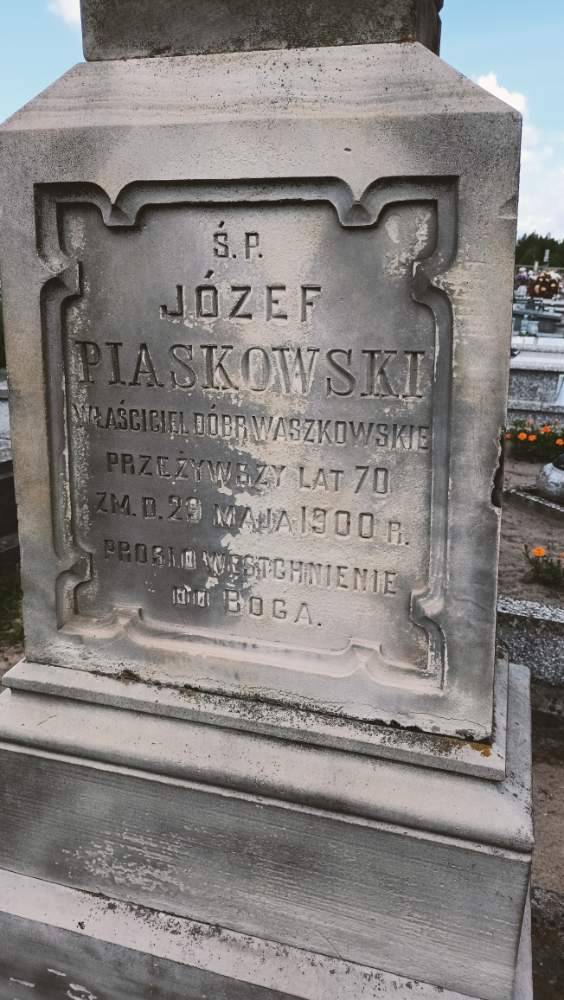 Ś.P.
JÓZEF
PIASKOWSKI
WŁAŚCICIEL DÓBR WASZKOWSKIE
PRZEŻYWSZY LAT 70
ZM. D. 29 MAJA 1900 R.
PROSI O WESTCHNIENIE
DO BOGA.